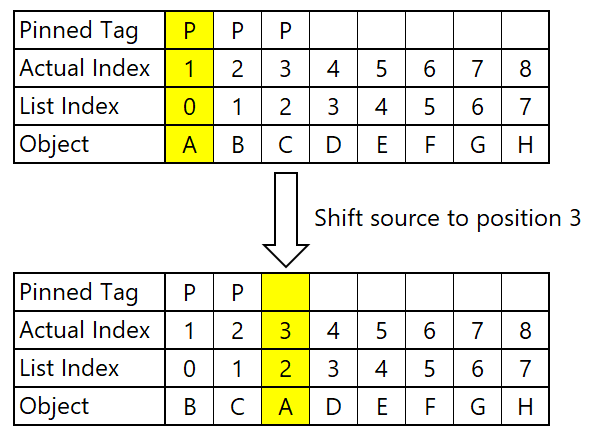 Pinned Tag P P P
Actual Index 1 2 3 4 5 6 7 8
List Index 0 1 2 3 4 5 6 7
Object A B C D E F G H
Shift source to position 3
Pinned Tag P P
Actual Index 1 2 3 4 5 6 7 8
List Index 0 1 2 3 4 5 6 7
Object B C A D E F G H